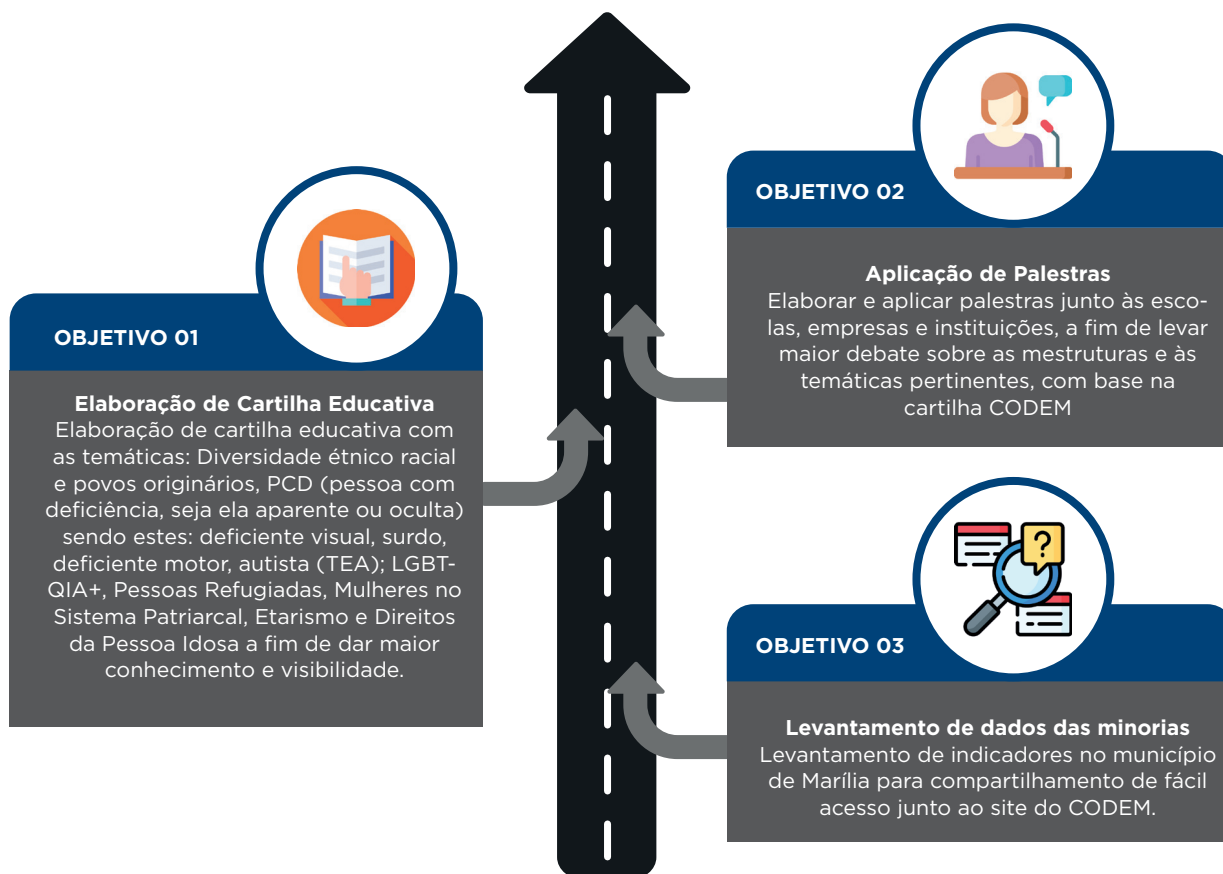 OBJETIVO 01
Elaboração de Cartilha Educativa
Elaboração de cartilha educativa com
as temáticas: Diversidade étnico racial
e povos originários, PCD (pessoa com
deficiência, seja ela aparente ou oculta)
sendo estes: deficiente visual, surdo,
deficiente motor, autista (TEA); LGBT-
QIA+, Pessoas Refugiadas, Mulheres no
Sistema Patriarcal, Etarismo e Direitos
da Pessoa Idosa a fim de dar maior
conhecimento e visibilidade.
OBJETIVO 02
Aplicação de Palestras
Elaborar e aplicar palestras junto às esco-
las, empresas e instituições, a fim de levar
maior debate sobre as mestruturas e às
temáticas pertinentes, com base na
cartilha CODEM
?
OBJETIVO 03
Levantamento de dados das minorias
Levantamento de indicadores no município
de Marília para compartilhamento de fácil
acesso junto ao site do CODEM.